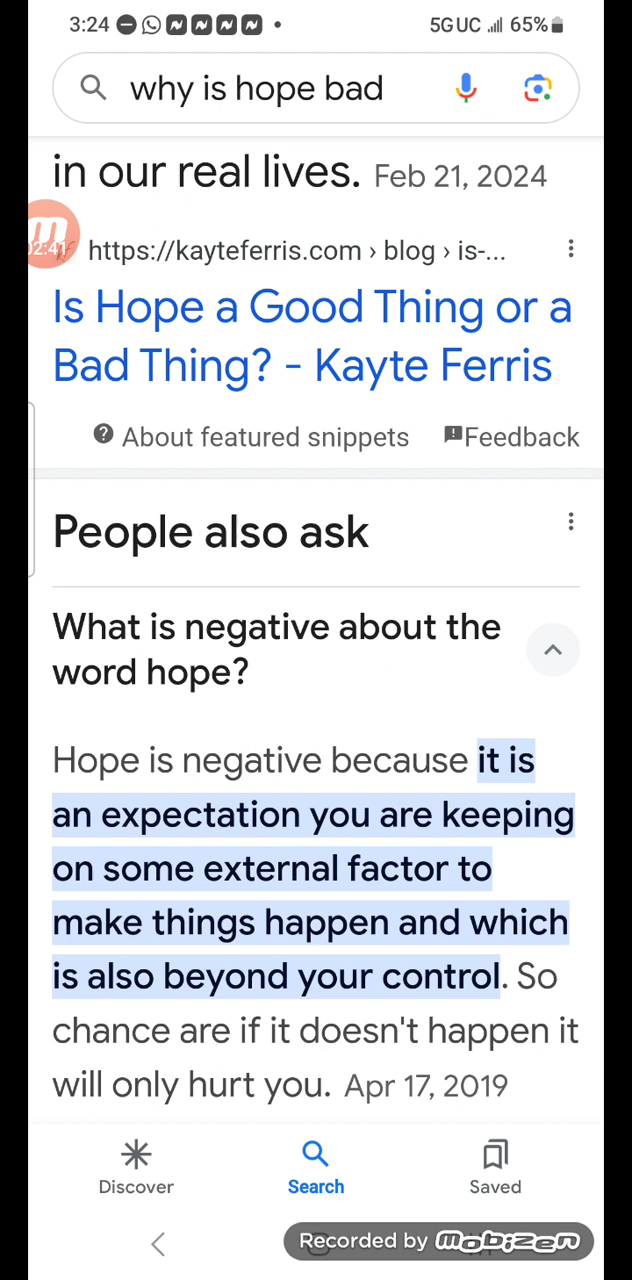 3:24
5GUC 65%
why is hope bad
in our real lives. Feb 21, 2024
02:41
https://kayteferris.com › blog › is-...
Is Hope a Good Thing or a
Bad Thing? - Kayte Ferris
About featured snippets Feedback
People also ask
What is negative about the
word hope?
Hope is negative because it is
an expectation you are keeping
on some external factor to
make things happen and which
is also beyond your control. So
chance are if it doesn't happen it
will only hurt you. Apr 17, 2019
Discover Search Saved
Recorded by mobizen